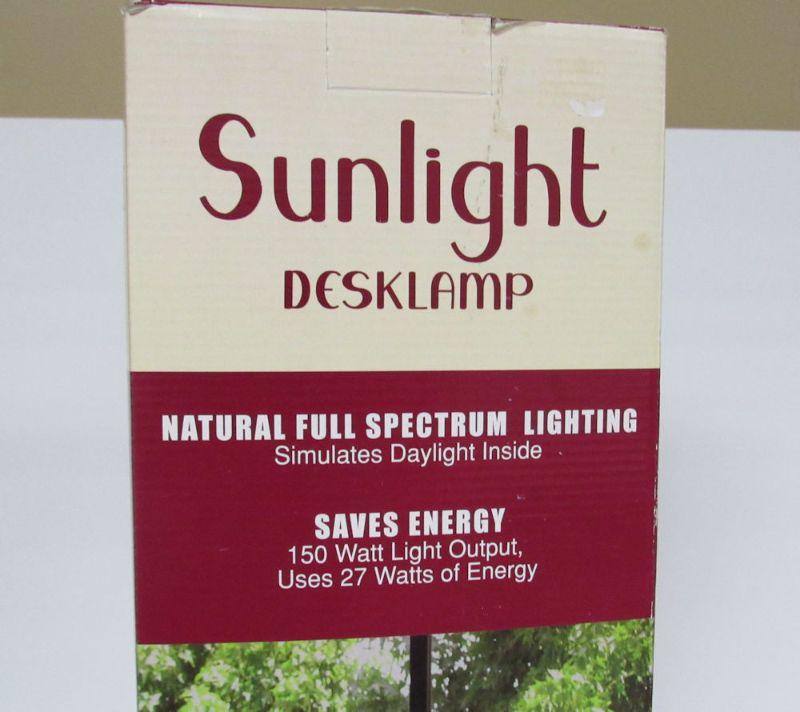 Sunlight
DESKLAMP
NATURAL FULL SPECTRUM LIGHTING
Simulates Daylight Inside
SAVES ENERGY
150 Watt Light Output,
Uses 27 Watts of Energy